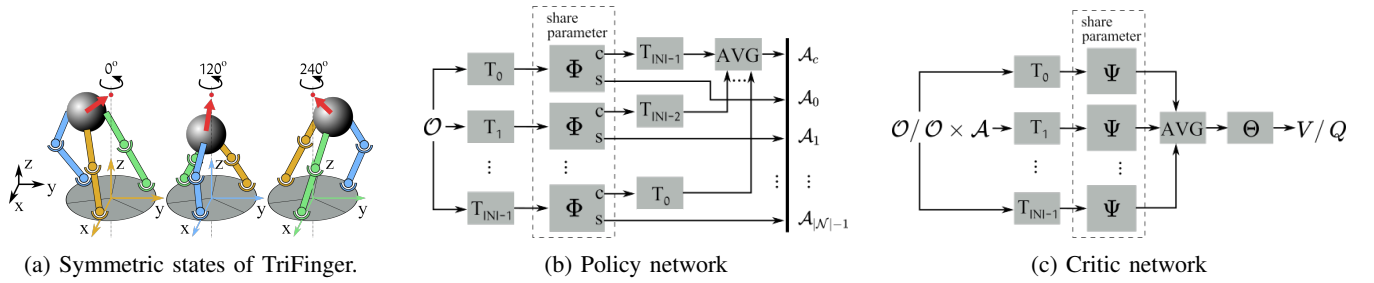 0° 120° 240°
z
y
x
z
y
x
z
y
x
z
y
x
(a) Symmetric states of TriFinger.
share
parameter
T₀ Φ c s T|N|-1 AVG 𝒜c
𝒜₀
𝒪 T₁ Φ c s T|N|-2 ....
𝒜₁
⋮ ⋮ ⋮ ⋮
T|N|-1 Φ c s T₀
𝒜|𝒩|−1
(b) Policy network
share
parameter
T₀ Ψ
𝒪/ 𝒪 × 𝒜 T₁ Ψ AVG Θ V/ Q
⋮ ⋮
T|N|-1 Ψ
(c) Critic network